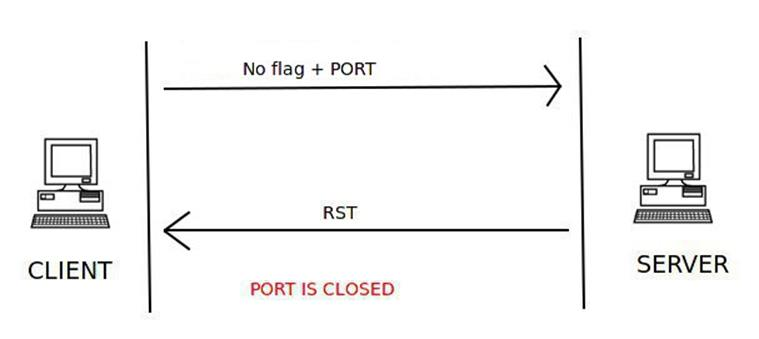 No flag + PORT
RST
CLIENT
SERVER
PORT IS CLOSED